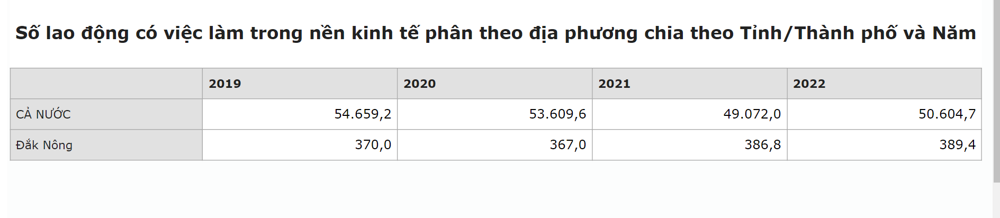 Số lao động có việc làm trong nền kinh tế phân theo địa phương chia theo Tỉnh/Thành phố và Năm
2019 2020 2021 2022
CẢ NƯỚC 54.659,2 53.609,6 49.072,0 50.604,7
Đắk Nông 370,0 367,0 386,8 389,4